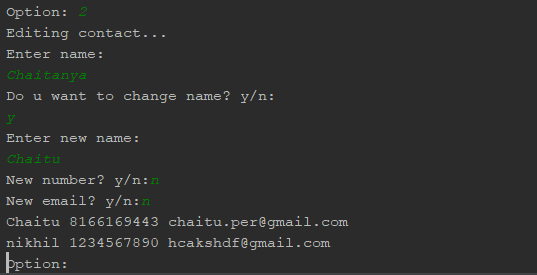 Option: 2
Editing contact...
Enter name:
Chaitanya
Do u want to change name? y/n:
y
Enter new name:
Chaitu
New number? y/n:n
New email? y/n:n
Chaitu 8166169443 chaitu.per@gmail.com
nikhil 1234567890 hcakshdf@gmail.com
Option: